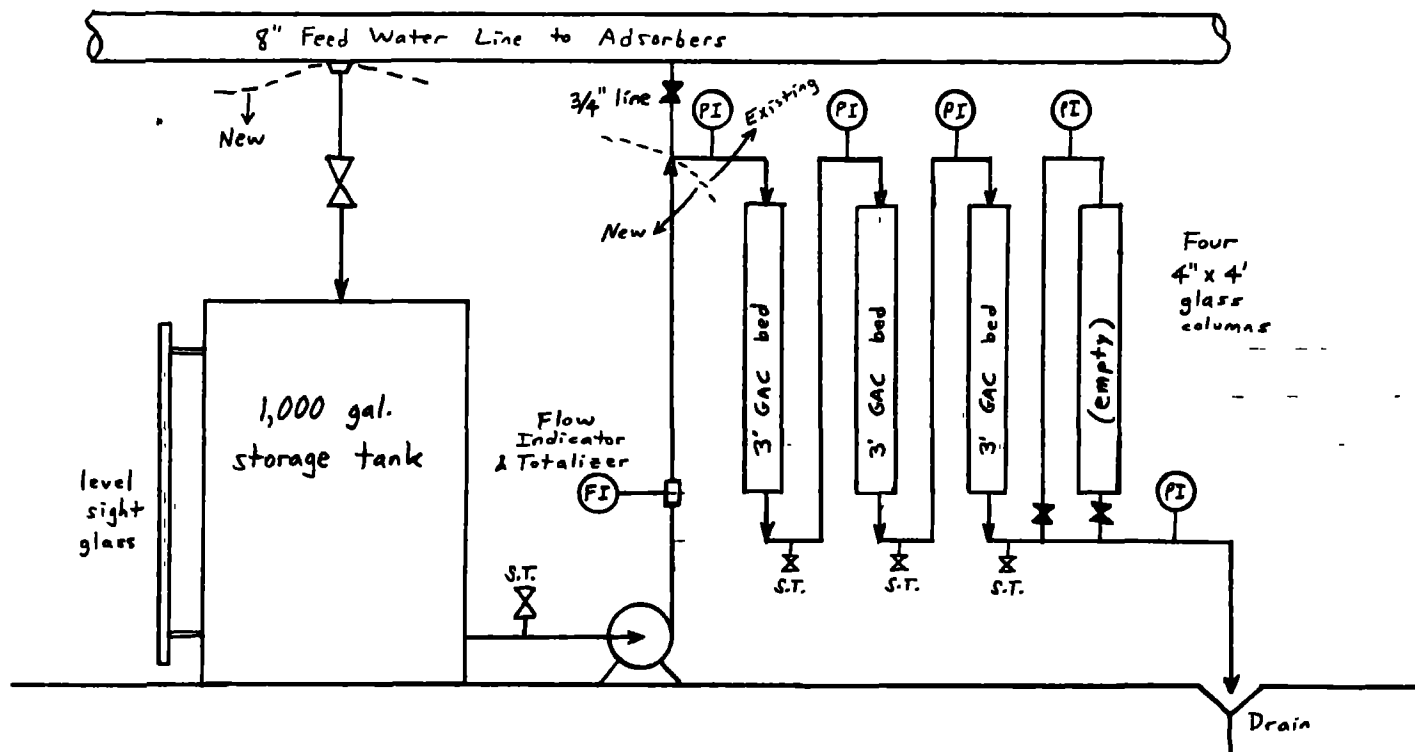 8" Feed Water Line to Adsorbers
New
3/4" line
Existing
New
PI
PI
PI
PI
3' GAC bed
3' GAC bed
3' GAC bed
(empty)
Four
4" x 4'
glass
columns
1,000 gal.
storage tank
level
sight
glass
Flow
Indicator
& Totalizer
FI
PI
S.T.
S.T.
S.T.
S.T.
Drain